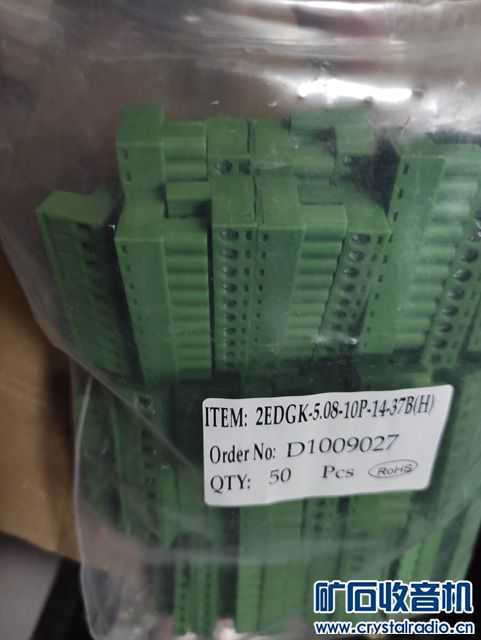 ITEM: 2EDGK-5.08-10P-14-37B(H)
Order No: D1009027
QTY: 50 Pcs RoHS
矿石收音机
www.crystalradio.cn